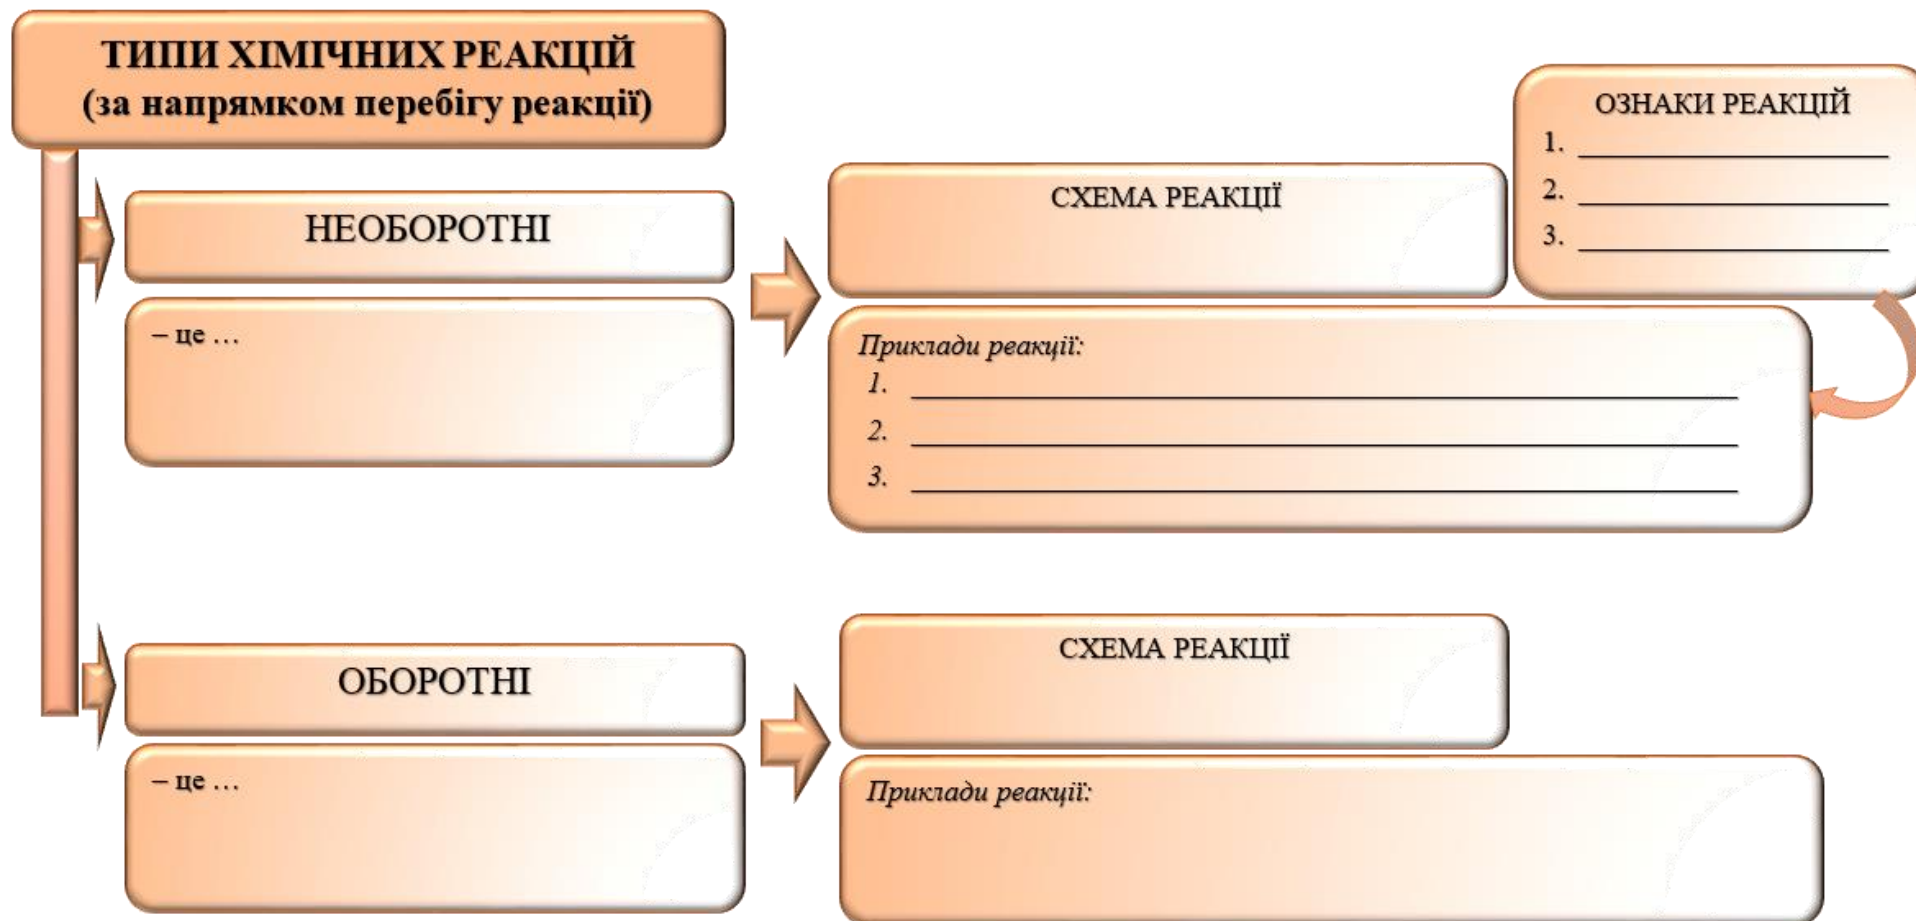 ТИПИ ХІМІЧНИХ РЕАКЦІЙ
(за напрямком перебігу реакції)
НЕОБОРОТНІ
– це …
СХЕМА РЕАКЦІЇ
ОЗНАКИ РЕАКЦІЙ
1.
2.
3.
Приклади реакції:
1.
2.
3.
ОБОРОТНІ
– це …
СХЕМА РЕАКЦІЇ
Приклади реакції: